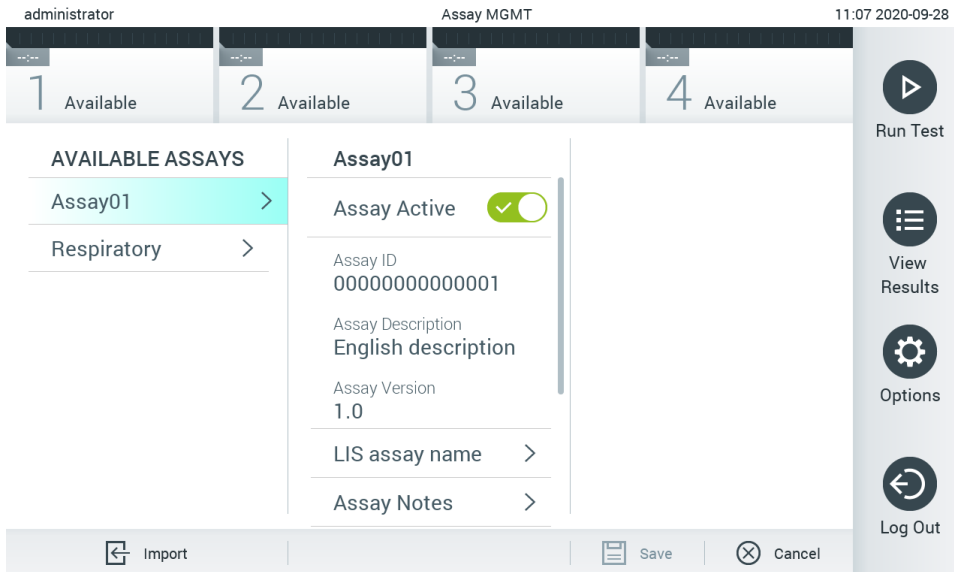 administrator Assay MGMT 11:07 2020-09-28
--:-- --:-- --:-- --:--
1 Available 2 Available 3 Available 4 Available
Run Test
AVAILABLE ASSAYS
Assay01
Respiratory
Assay01
Assay Active
Assay ID
00000000000001
Assay Description
English description
Assay Version
1.0
LIS assay name
Assay Notes
View
Results
Options
Log Out
Import Save Cancel